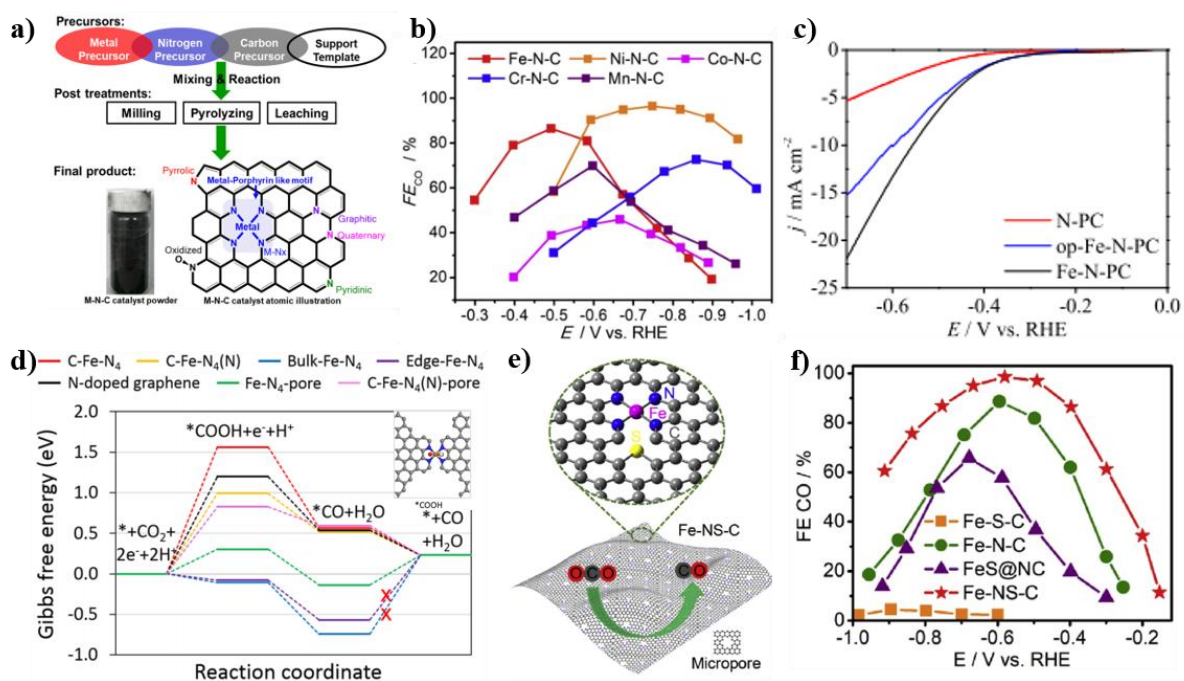 a)
Precursors:
Metal Precursor
Nitrogen Precursor
Carbon Precursor
Support Template
Mixing & Reaction
Post treatments:
Milling
Pyrolyzing
Leaching
Final product:
Pyrrolic
N
Metal-Porphyrin like motif
N
N
Metal
N
N
M-Nx
Graphitic
N
N
Quaternary
Oxidized
O
N
N
Pyridinic
M-N-C catalyst powder
M-N-C catalyst atomic illustration
b)
Fe-N-C
Ni-N-C
Co-N-C
Cr-N-C
Mn-N-C
FE CO / %
120
100
80
60
40
20
-0.3 -0.4 -0.5 -0.6 -0.7 -0.8 -0.9 -1.0
E / V vs. RHE
c)
j / mA cm-2
0
-5
-10
-15
-20
-25
N-PC
op-Fe-N-PC
Fe-N-PC
-0.6 -0.4 -0.2 0.0
E / V vs. RHE
d)
C-Fe-N4
C-Fe-N4(N)
Bulk-Fe-N4
Edge-Fe-N4
N-doped graphene
Fe-N4-pore
C-Fe-N4(N)-pore
Gibbs free energy (eV)
2.0
1.5
1.0
0.5
0.0
-0.5
-1.0
*COOH+e-+H+
*+CO2+
2e-+2H+
*CO+H2O
*COOH
*+CO
+H2O
X
X
Reaction coordinate
e)
N
Fe
S
C
Fe-NS-C
O C O
C O
Micropore
f)
FE CO / %
100
80
60
40
20
0
Fe-S-C
Fe-N-C
FeS@NC
Fe-NS-C
-1.0 -0.8 -0.6 -0.4 -0.2
E / V vs. RHE